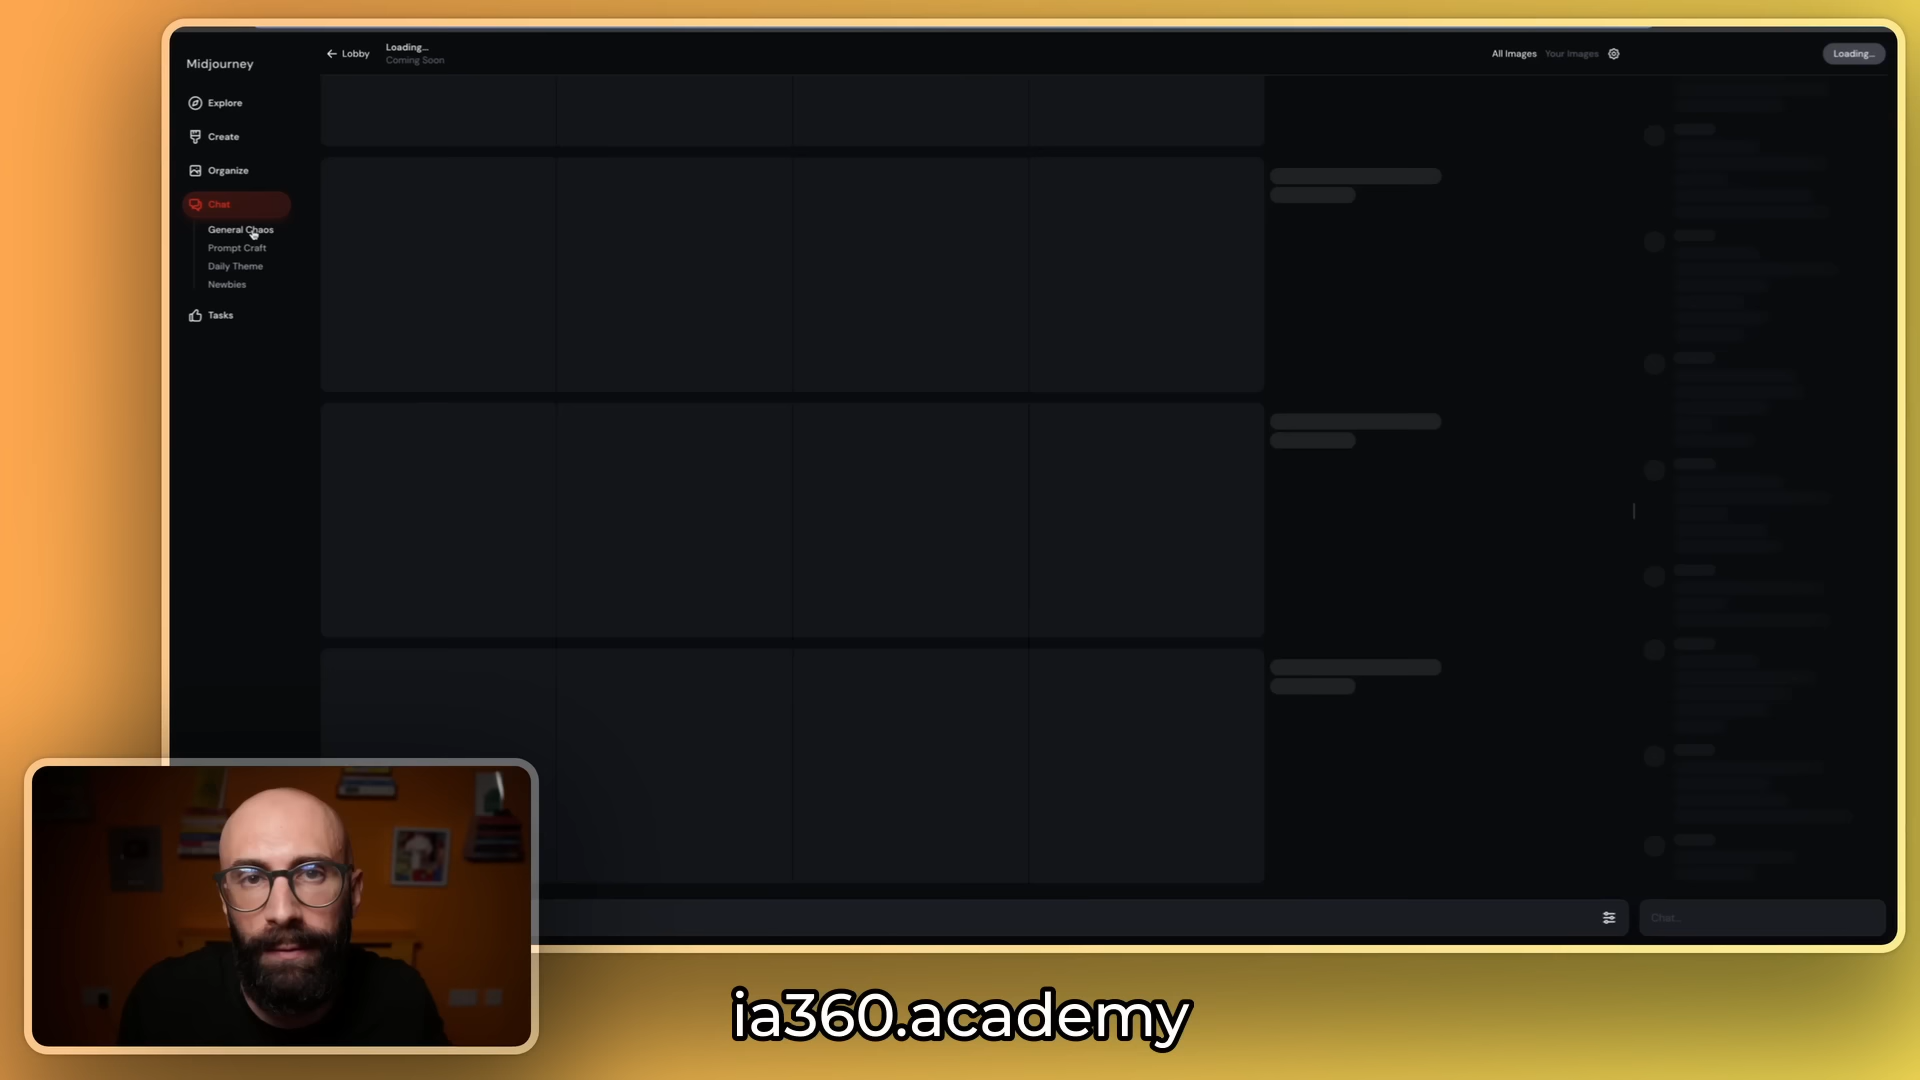 Midjourney
Explore
Create
Organize
Chat
General Chaos
Prompt Craft
Daily Theme
Newbies
Tasks
Lobby
Loading...
Coming Soon
All Images
Your Images
Loading...
Chat...
ia360.academy